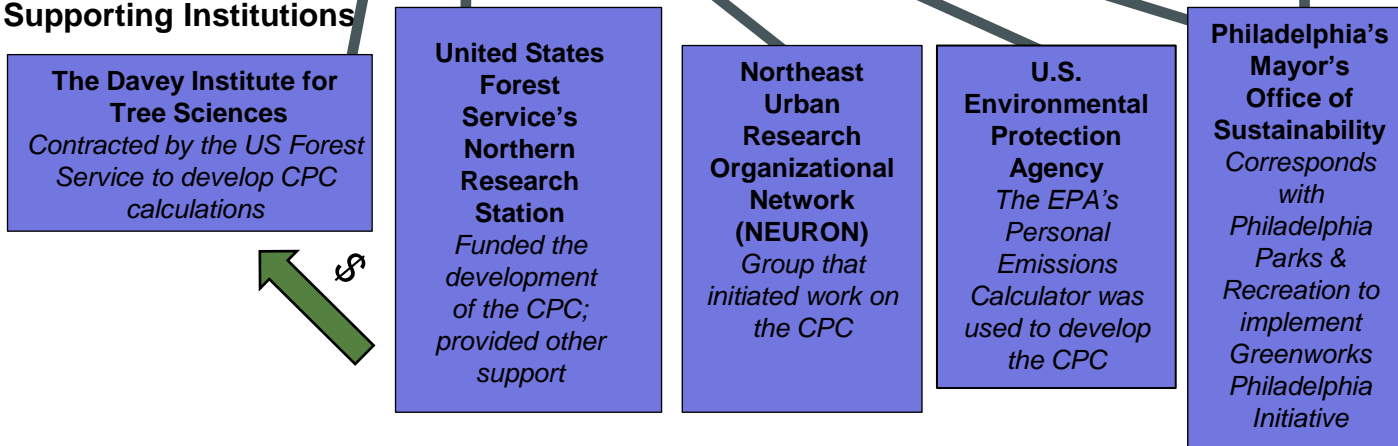 Supporting Institutions
The Davey Institute for
Tree Sciences
Contracted by the US Forest
Service to develop CPC
calculations
$
United States
Forest
Service's
Northern
Research
Station
Funded the
development
of the CPC;
provided other
support
Northeast
Urban
Research
Organizational
Network
(NEURON)
Group that
initiated work on
the CPC
U.S.
Environmental
Protection
Agency
The EPA's
Personal
Emissions
Calculator was
used to develop
the CPC
Philadelphia's
Mayor's
Office of
Sustainability
Corresponds
with
Philadelphia
Parks &
Recreation to
implement
Greenworks
Philadelphia
Initiative